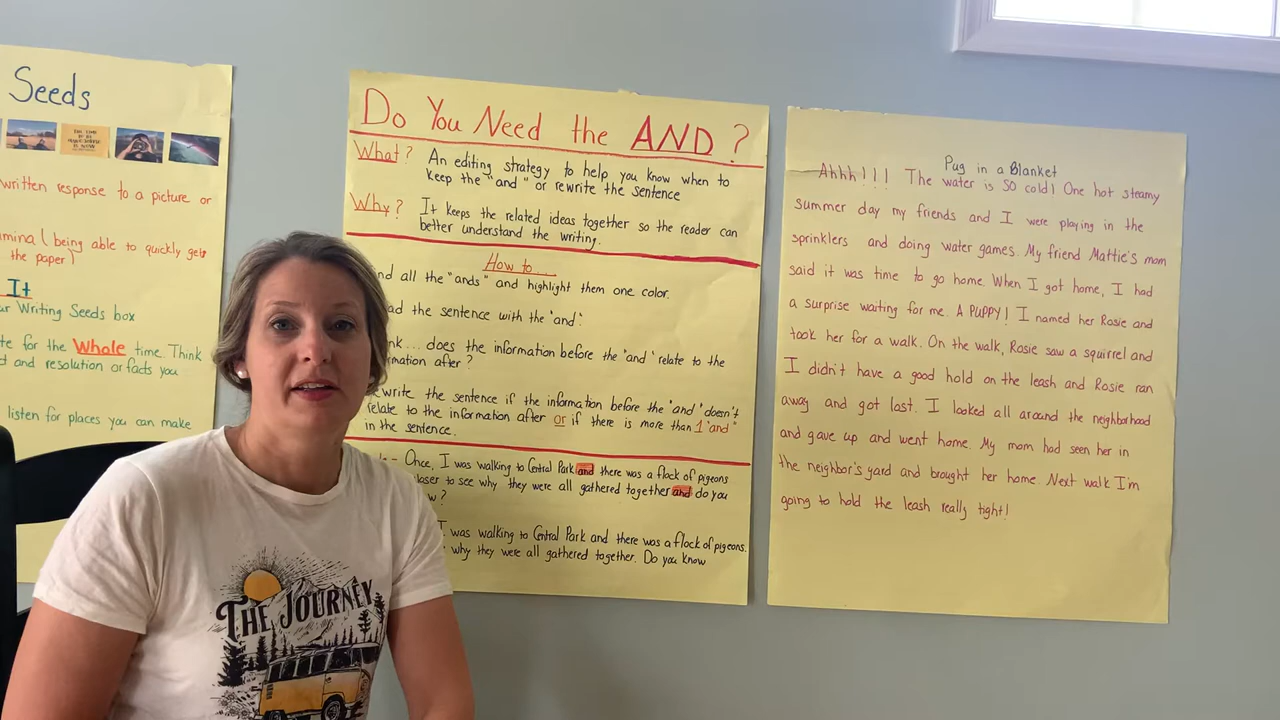 Seeds
written response to a picture or
(being able to quickly get
the paper)
It
Writing Seeds box
for the Whole time. Think
and resolution or facts you
listen for places you can make
Do You Need the AND?
What? An editing strategy to help you know when to
keep the "and" or rewrite the sentence
Why? It keeps the related ideas together so the reader can
better understand the writing.
How to...
all the "ands" and highlight them one color.
the sentence with the "and".
... does the information before the "and" relate to the
after?
rewrite the sentence if the information before the "and" doesn't
relate to the information after or if there is more than 1 "and"
in the sentence.
- Once, I was walking to Central Park and there was a flock of pigeons
closer to see why they were all gathered together and do you
?
I was walking to Central Park and there was a flock of pigeons.
why they were all gathered together. Do you know
Pug in a Blanket
Ahhh!!! The water is SO cold! One hot steamy
summer day my friends and I were playing in the
sprinklers and doing water games. My friend Mattie's mom
said it was time to go home. When I got home, I had
a surprise waiting for me. A PUPPY! I named her Rosie and
took her for a walk. On the walk, Rosie saw a squirrel and
I didn't have a good hold on the leash and Rosie ran
away and got lost. I looked all around the neighborhood
and gave up and went home. My mom had seen her in
the neighbor's yard and brought her home. Next walk I'm
going to hold the leash really tight!
THE JOURNEY